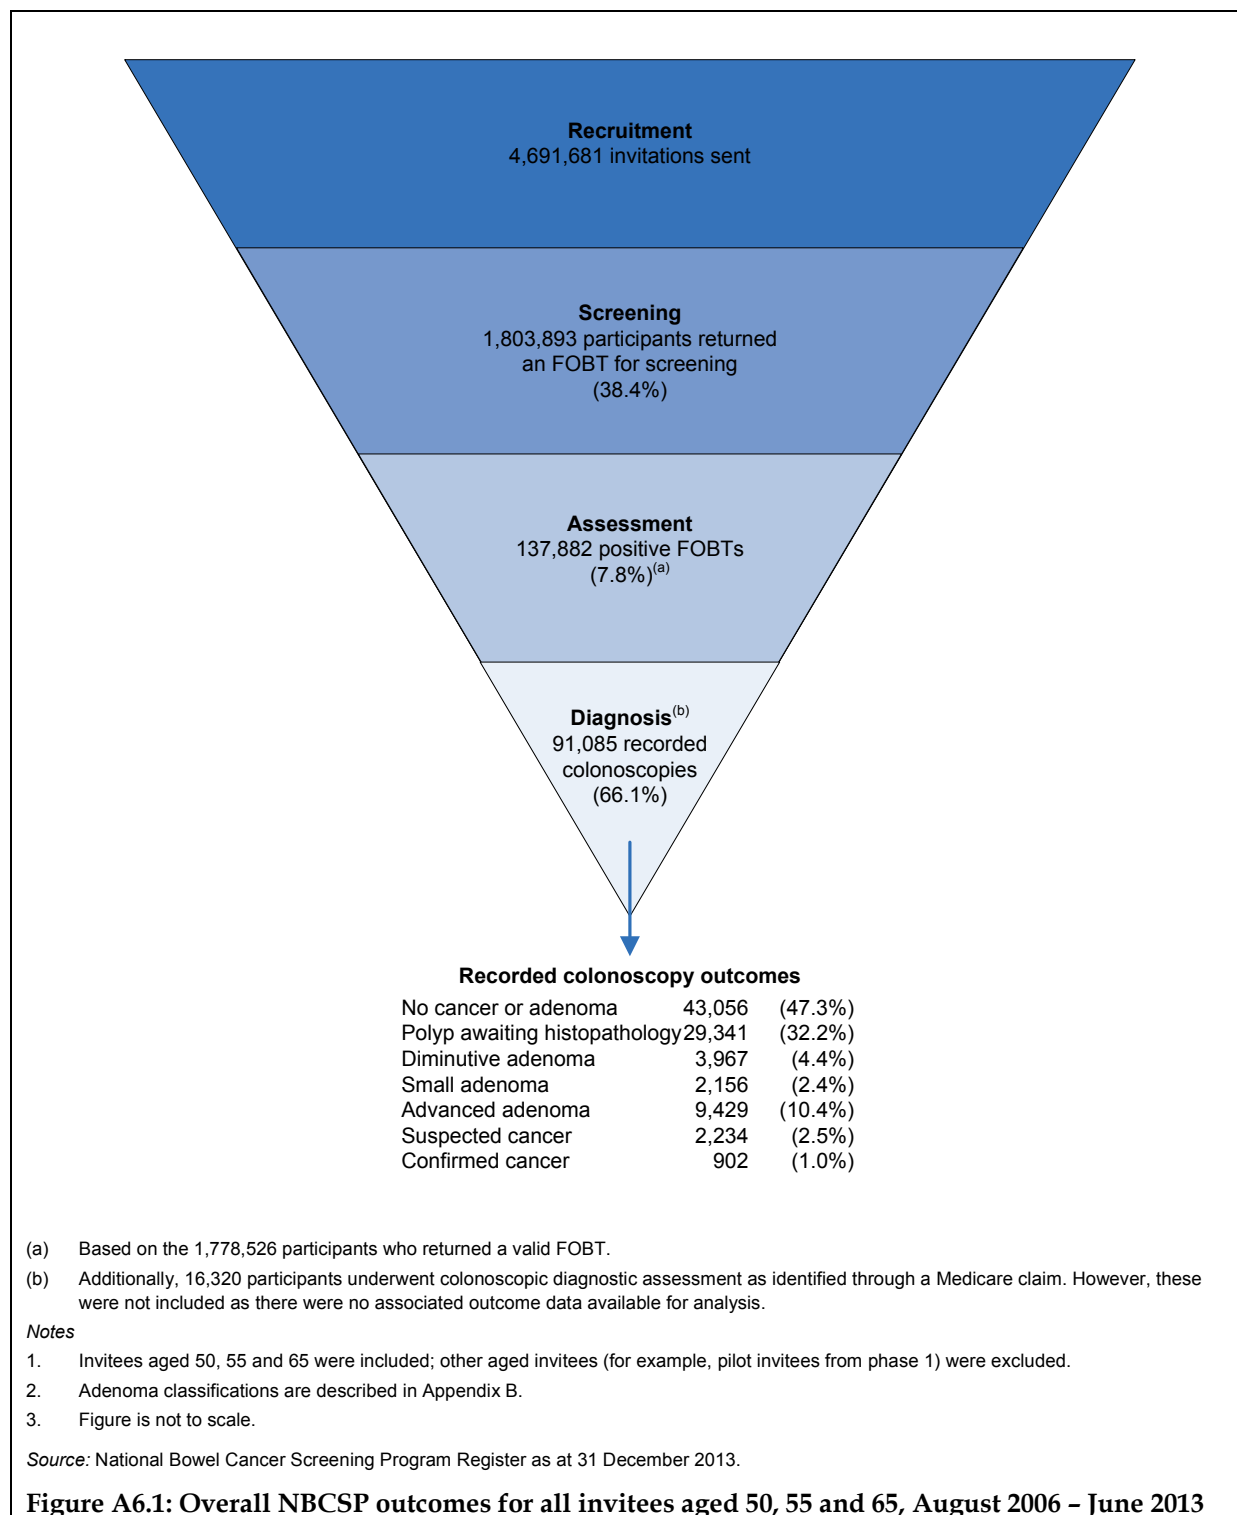 Recruitment
4,691,681 invitations sent
Screening
1,803,893 participants returned
an FOBT for screening
(38.4%)
Assessment
137,882 positive FOBTs
(7.8%)(a)
Diagnosis(b)
91,085 recorded
colonoscopies
(66.1%)
Recorded colonoscopy outcomes
No cancer or adenoma 43,056 (47.3%)
Polyp awaiting histopathology 29,341 (32.2%)
Diminutive adenoma 3,967 (4.4%)
Small adenoma 2,156 (2.4%)
Advanced adenoma 9,429 (10.4%)
Suspected cancer 2,234 (2.5%)
Confirmed cancer 902 (1.0%)
(a) Based on the 1,778,526 participants who returned a valid FOBT.
(b) Additionally, 16,320 participants underwent colonoscopic diagnostic assessment as identified through a Medicare claim. However, these
were not included as there were no associated outcome data available for analysis.
Notes
1. Invitees aged 50, 55 and 65 were included; other aged invitees (for example, pilot invitees from phase 1) were excluded.
2. Adenoma classifications are described in Appendix B.
3. Figure is not to scale.
Source: National Bowel Cancer Screening Program Register as at 31 December 2013.
Figure A6.1: Overall NBCSP outcomes for all invitees aged 50, 55 and 65, August 2006 – June 2013